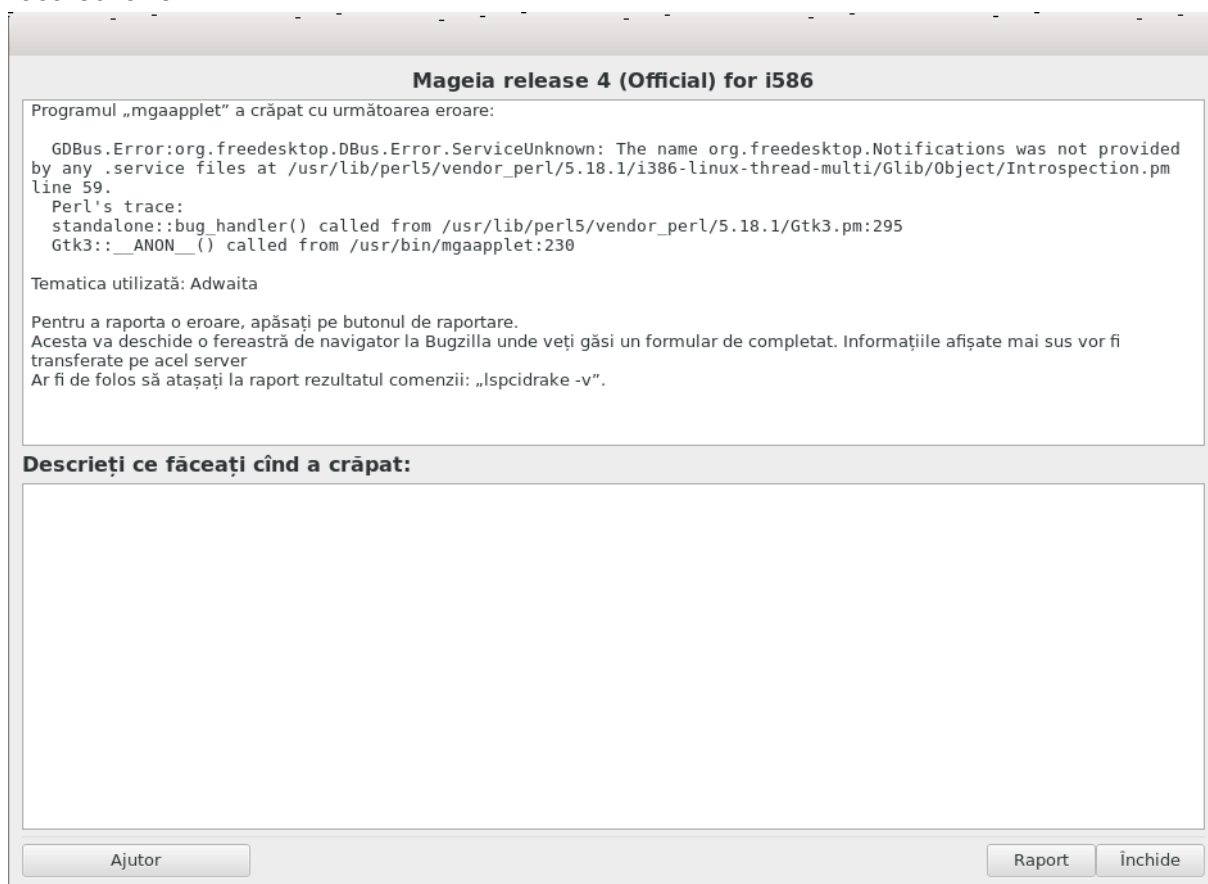 Mageia release 4 (Official) for i586
Programul „mgaapplet” a crăpat cu următoarea eroare:
GDBus.Error:org.freedesktop.DBus.Error.ServiceUnknown: The name org.freedesktop.Notifications was not provided
by any .service files at /usr/lib/perl5/vendor_perl/5.18.1/i386-linux-thread-multi/Glib/Object/Introspection.pm
line 59.
Perl's trace:
standalone::bug_handler() called from /usr/lib/perl5/vendor_perl/5.18.1/Gtk3.pm:295
Gtk3::__ANON__() called from /usr/bin/mgaapplet:230
Tematica utilizată: Adwaita
Pentru a raporta o eroare, apăsați pe butonul de raportare.
Acesta va deschide o fereastră de navigator la Bugzilla unde veți găsi un formular de completat. Informațiile afișate mai sus vor fi
transferate pe acel server
Ar fi de folos să atașați la raport rezultatul comenzii: „lspcidrake -v”.
Descrieți ce făceați cînd a crăpat:
Ajutor
Raport
Închide